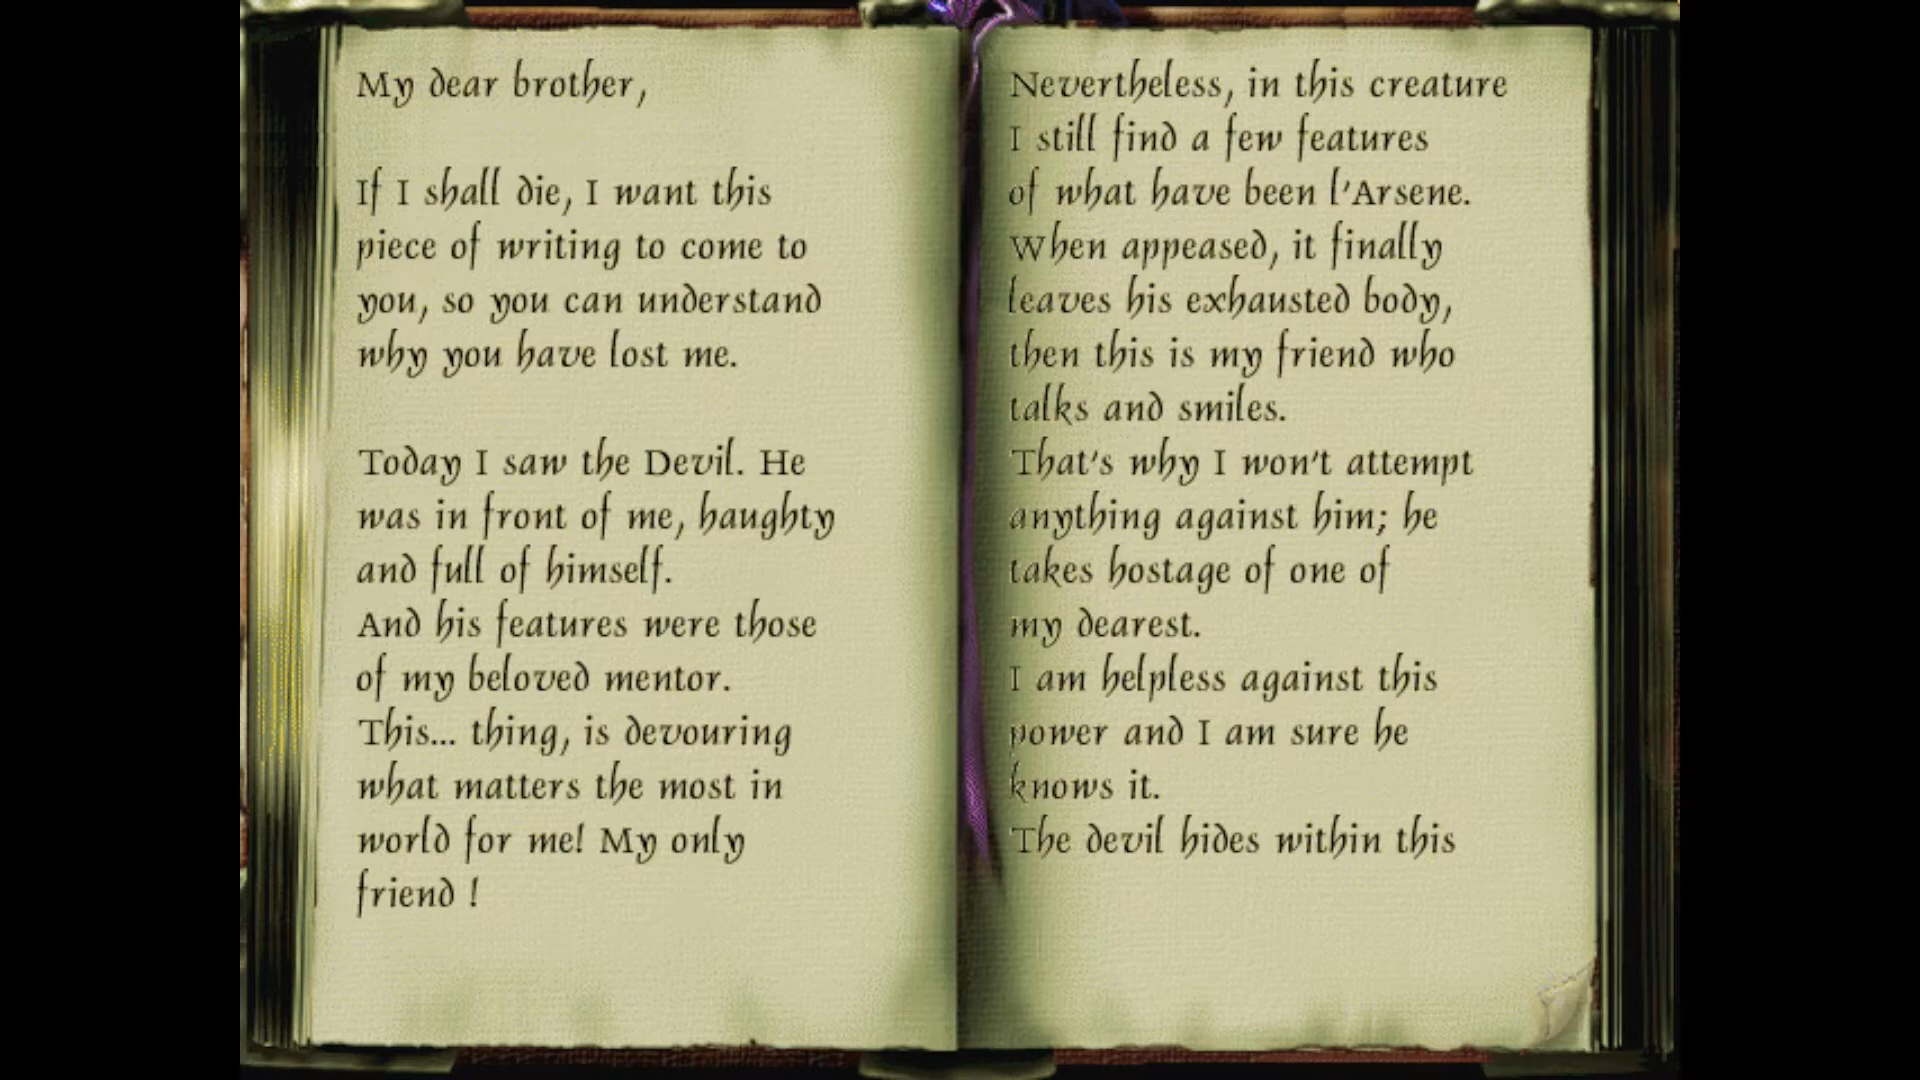 My dear brother,
If I shall die, I want this
piece of writing to come to
you, so you can understand
why you have lost me.
Today I saw the Devil. He
was in front of me, haughty
and full of himself.
And his features were those
of my beloved mentor.
This... thing, is devouring
what matters the most in
world for me! My only
friend !
Nevertheless, in this creature
I still find a few features
of what have been l'Arsene.
When appeased, it finally
leaves his exhausted body,
then this is my friend who
talks and smiles.
That's why I won't attempt
anything against him; he
takes hostage of one of
my dearest.
I am helpless against this
power and I am sure he
knows it.
The devil hides within this